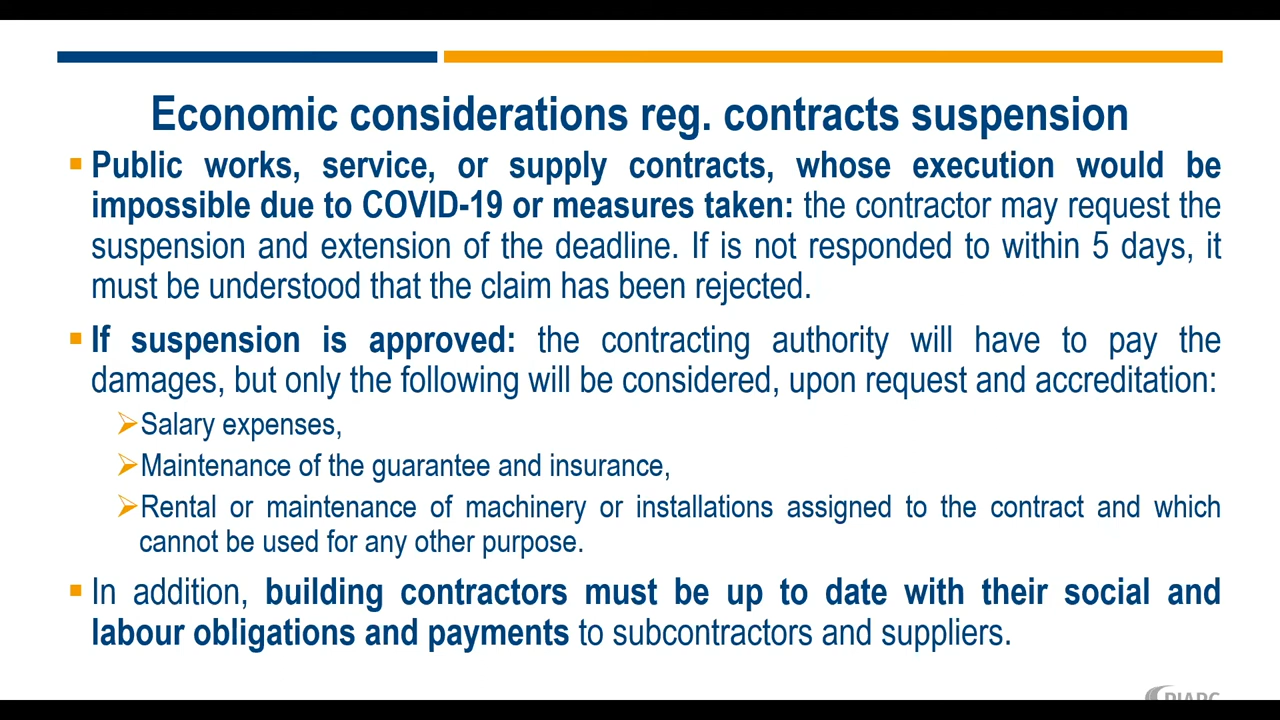 Economic considerations reg. contracts suspension
Public works, service, or supply contracts, whose execution would be
impossible due to COVID-19 or measures taken: the contractor may request the
suspension and extension of the deadline. If is not responded to within 5 days, it
must be understood that the claim has been rejected.
If suspension is approved: the contracting authority will have to pay the
damages, but only the following will be considered, upon request and accreditation:
Salary expenses,
Maintenance of the guarantee and insurance,
Rental or maintenance of machinery or installations assigned to the contract and which
cannot be used for any other purpose.
In addition, building contractors must be up to date with their social and
labour obligations and payments to subcontractors and suppliers.